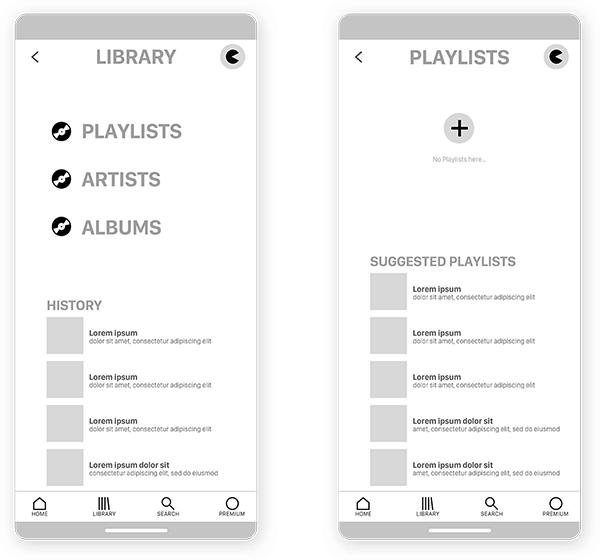 LIBRARY
PLAYLISTS
ARTISTS
ALBUMS
HISTORY
Lorem ipsum
dolor sit amet, consectetur adipiscing elit
Lorem ipsum
dolor sit amet, consectetur adipiscing elit
Lorem ipsum
dolor sit amet, consectetur adipiscing elit
Lorem ipsum dolor sit
consectetur adipiscing elit, sed do eiusmod
HOME
LIBRARY
SEARCH
PREMIUM
PLAYLISTS
No Playlists here...
SUGGESTED PLAYLISTS
Lorem ipsum
dolor sit amet, consectetur adipiscing elit
Lorem ipsum
dolor sit amet, consectetur adipiscing elit
Lorem ipsum
dolor sit amet, consectetur adipiscing elit
Lorem ipsum dolor sit
amet, consectetur adipiscing elit, sed do eiusmod
Lorem ipsum dolor sit
amet, consectetur adipiscing elit, sed do eiusmod
HOME
LIBRARY
SEARCH
PREMIUM